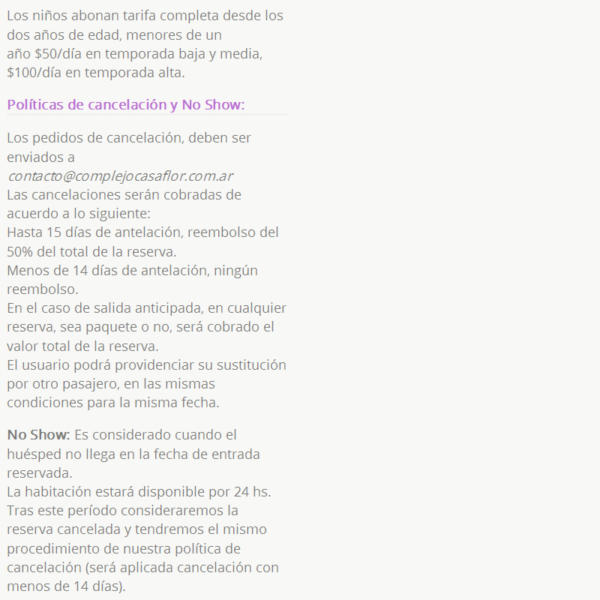 Los niños abonan tarifa completa desde los
dos años de edad, menores de un
año $50/día en temporada baja y media,
$100/día en temporada alta.
Políticas de cancelación y No Show:
Los pedidos de cancelación, deben ser
enviados a
contacto@complejocasaflor.com.ar
Las cancelaciones serán cobradas de
acuerdo a lo siguiente:
Hasta 15 días de antelación, reembolso del
50% del total de la reserva.
Menos de 14 días de antelación, ningún
reembolso.
En el caso de salida anticipada, en cualquier
reserva, sea paquete o no, será cobrado el
valor total de la reserva.
El usuario podrá providenciar su sustitución
por otro pasajero, en las mismas
condiciones para la misma fecha.
No Show: Es considerado cuando el
huésped no llega en la fecha de entrada
reservada.
La habitación estará disponible por 24 hs.
Tras este período consideraremos la
reserva cancelada y tendremos el mismo
procedimiento de nuestra política de
cancelación (será aplicada cancelación con
menos de 14 días).